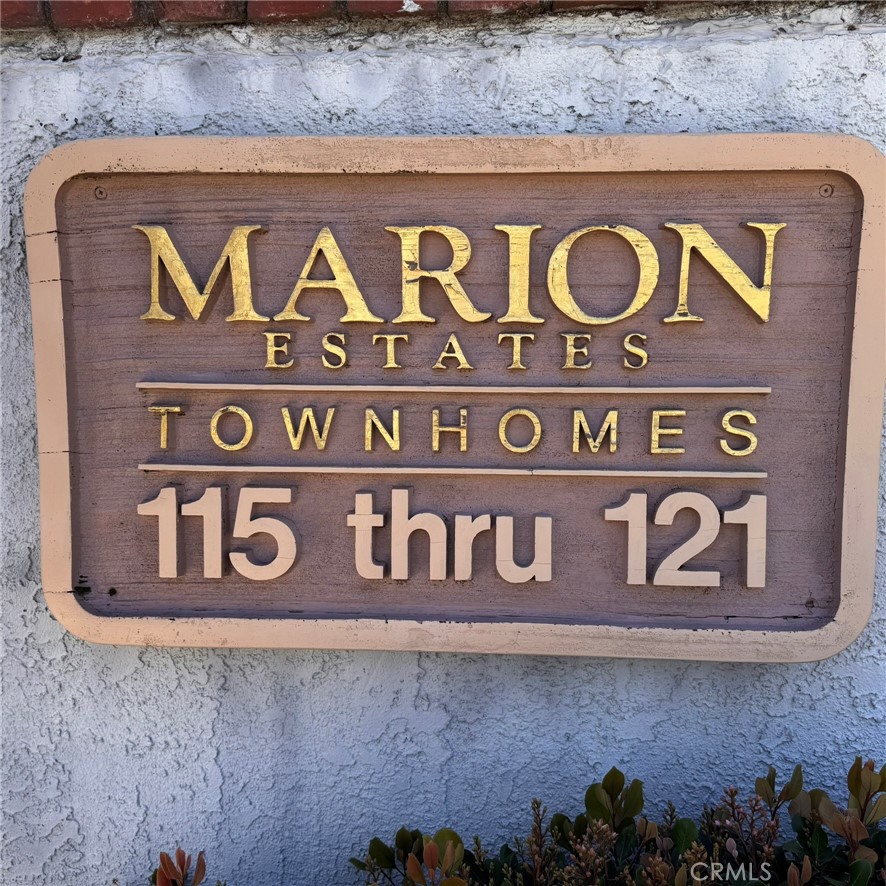 MARION
ESTATES
TOWNHOMES
115 thru 121
CRMLS